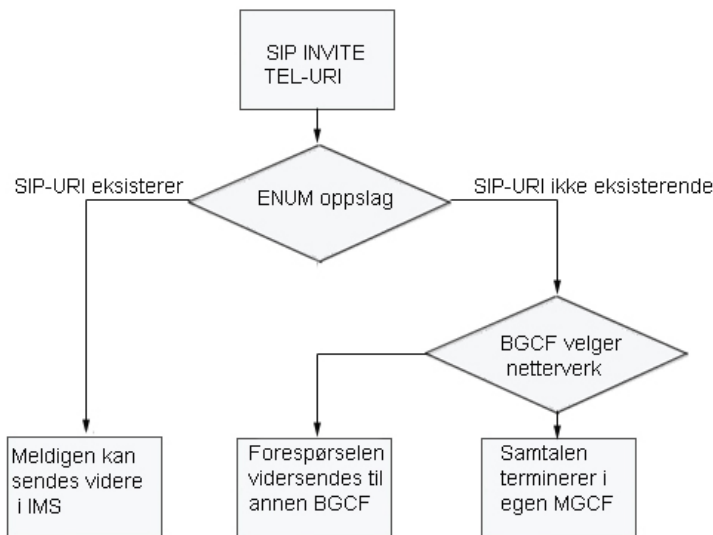 SIP INVITE
TEL-URI
SIP-URI eksisterer
ENUM oppslag
SIP-URI ikke eksisterende
BGCF velger
netterverk
Meldigen kan
sendes videre
i IMS
Forespørselen
vidersendes til
annen BGCF
Samtalen
terminerer i
egen MGCF